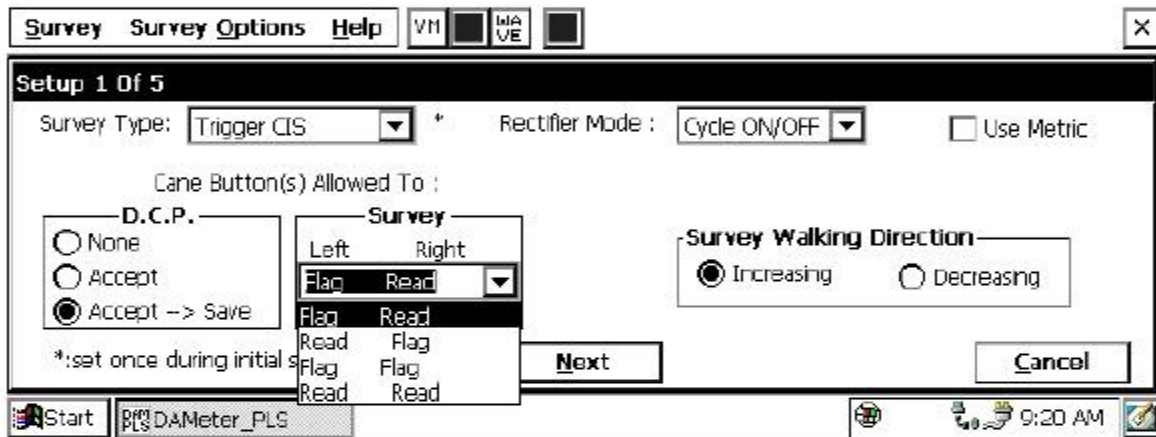 Survey Survey Options Help VM WAVE
Setup 1 Of 5
Survey Type: Trigger CIS * Rectifier Mode : Cycle ON/OFF Use Metric
Cane Button(s) Allowed To :
D.C.P.
None
Accept
Accept --> Save
Survey
Left Right
Flag Read
Flag Read
Read Flag
Flag Flag
Read Read
Survey Walking Direction
Increasing Decreasing
*:set once during initial s
Next
Cancel
Start DAMeter_PLS 9:20 AM